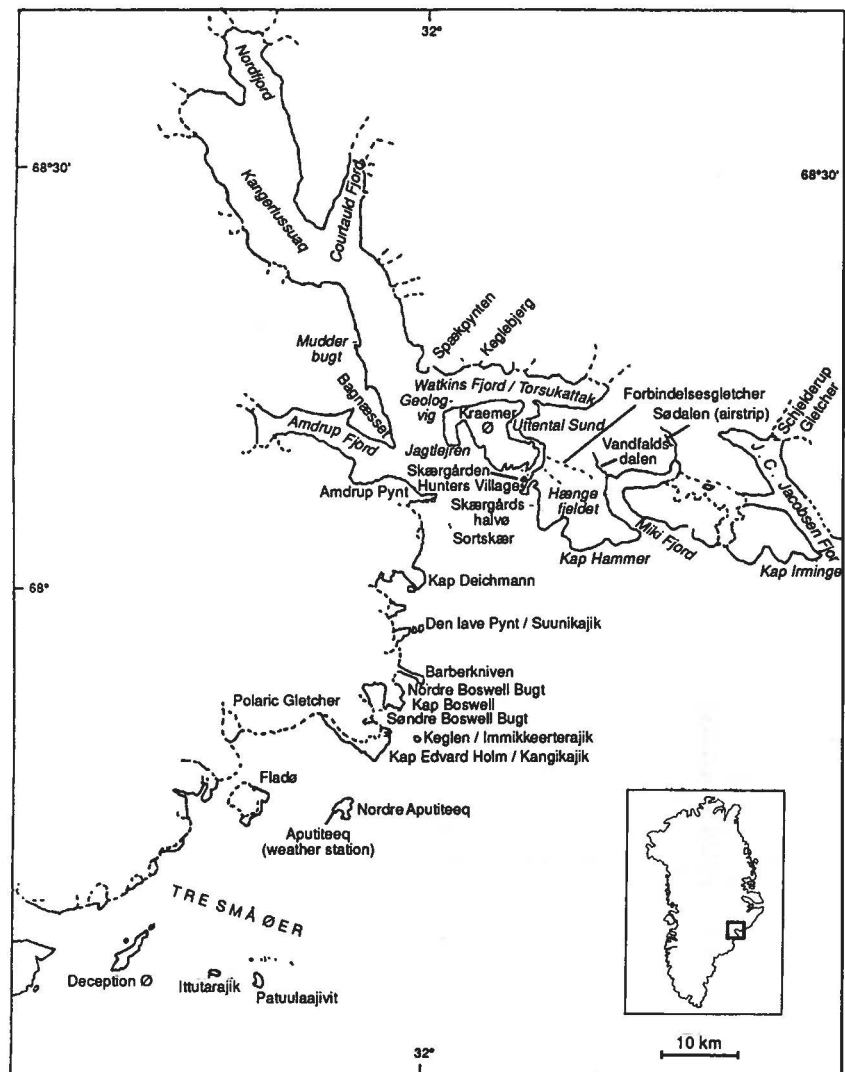 32°
Nordfjord
68°30'
68°30'
Kangerlussuaq
Courtauld Fjord
Spækpynten
Keglebjerg
Mudder-
bugt
Bagnæsset
Watkins Fjord / Torsukattak
Geolog-
vig
Kraemer
Ø
Uttental Sund
Forbindelsesgletcher
Sødalen (airstrip)
Schjelderup
Gletcher
Amdrup Fjord
Jagtlejren
Vandfalds-
dalen
J. C. Jacobsen Fjor
Skærgården
Hunters Village
Amdrup Pynt
Skærgårds-
halvø
Hænge
fjeldet
Sortskær
Miki Fjord
Kap Hammer
Kap Irminge
68°
Kap Deichmann
Den lave Pynt / Suunikajik
Barberkniven
Nordre Boswell Bugt
Kap Boswell
Polaric Gletcher
Søndre Boswell Bugt
Keglen / Immikkeerterajik
Kap Edvard Holm / Kangikajik
Fladø
Nordre Aputiteeq
Aputiteeq
(weather station)
TRE SMÅ ØER
Deception Ø
Ittutarajik
Patuulaajivit
32°
10 km